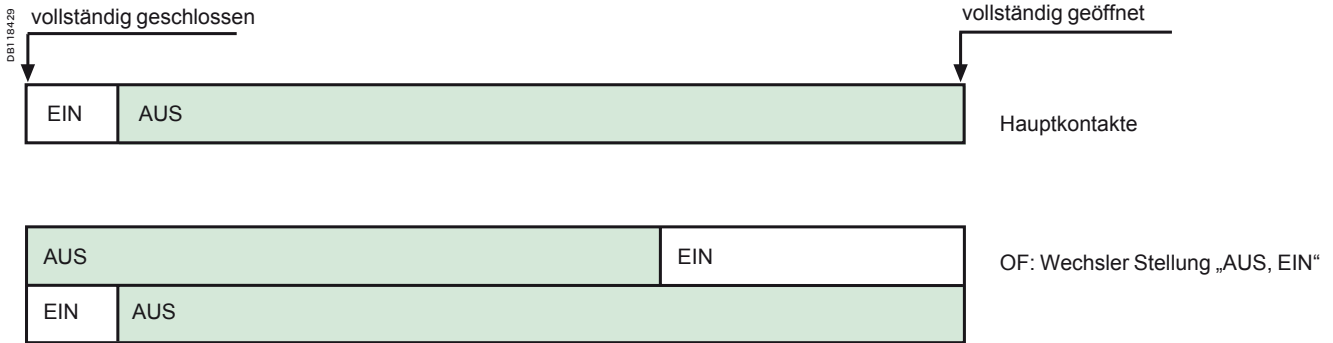 DB118429
vollständig geschlossen
vollständig geöffnet
EIN
AUS
Hauptkontakte
AUS
EIN
OF: Wechsler Stellung „AUS, EIN“
EIN
AUS